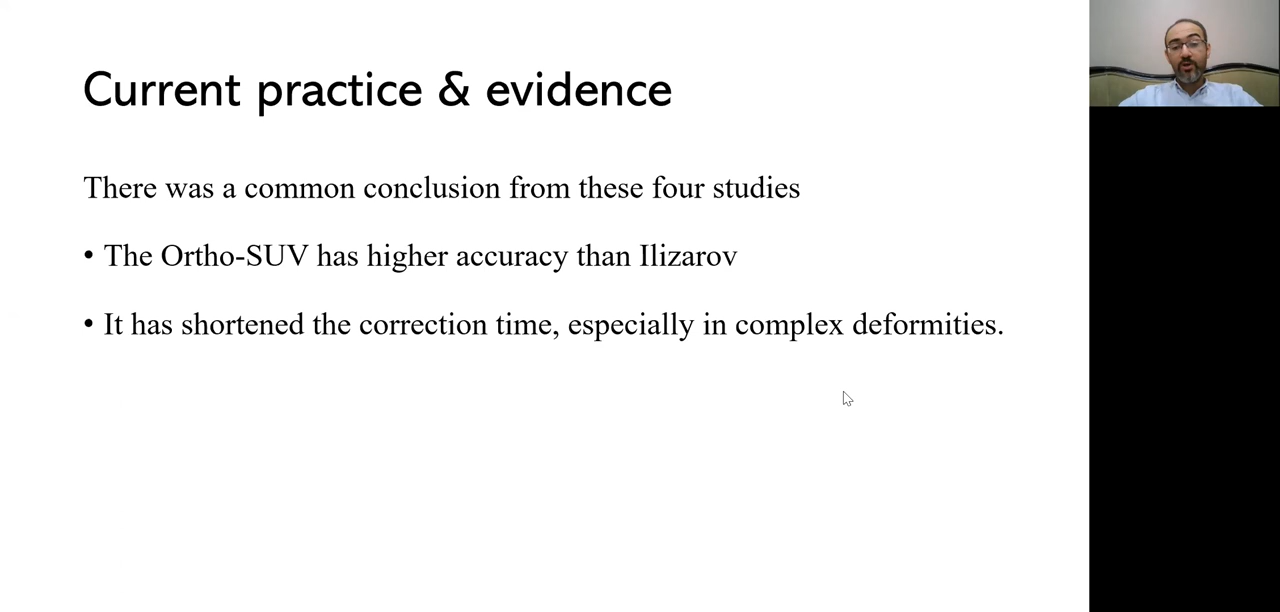 Current practice & evidence
There was a common conclusion from these four studies
• The Ortho-SUV has higher accuracy than Ilizarov
• It has shortened the correction time, especially in complex deformities.